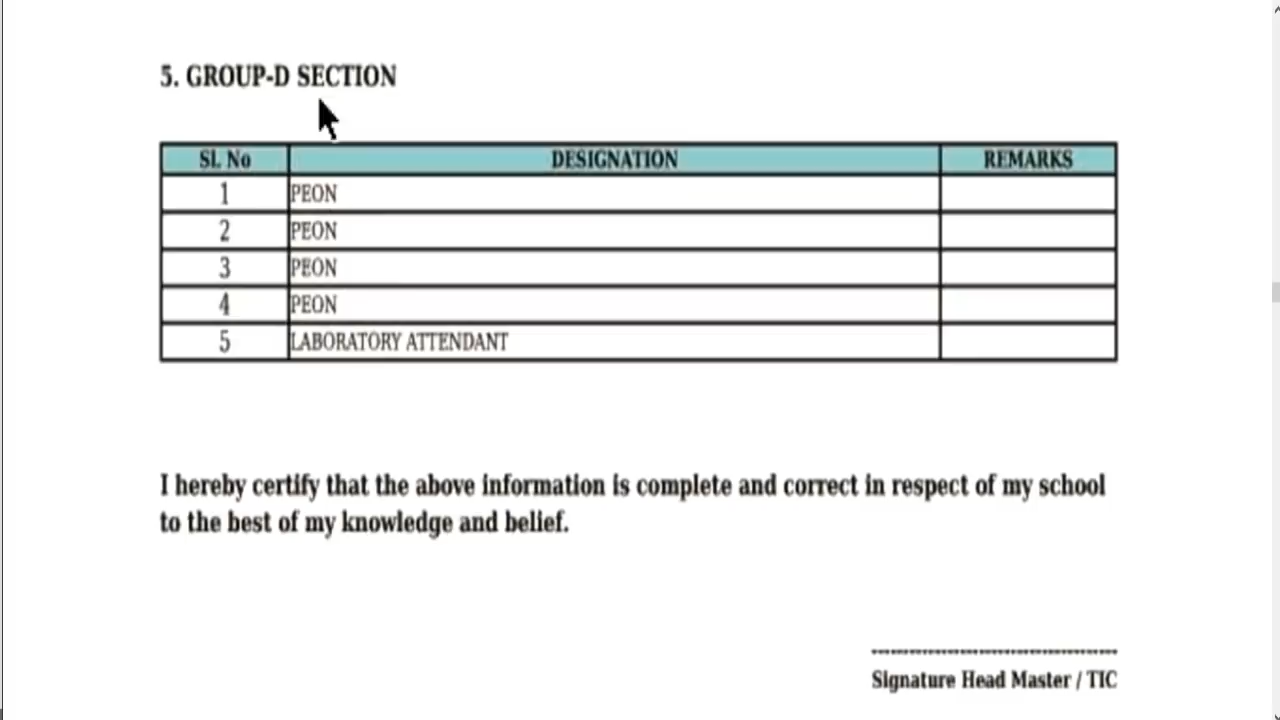 5. GROUP-D SECTION
Sl. No DESIGNATION REMARKS
1 PEON
2 PEON
3 PEON
4 PEON
5 LABORATORY ATTENDANT
I hereby certify that the above information is complete and correct in respect of my school
to the best of my knowledge and belief.
Signature Head Master / TIC